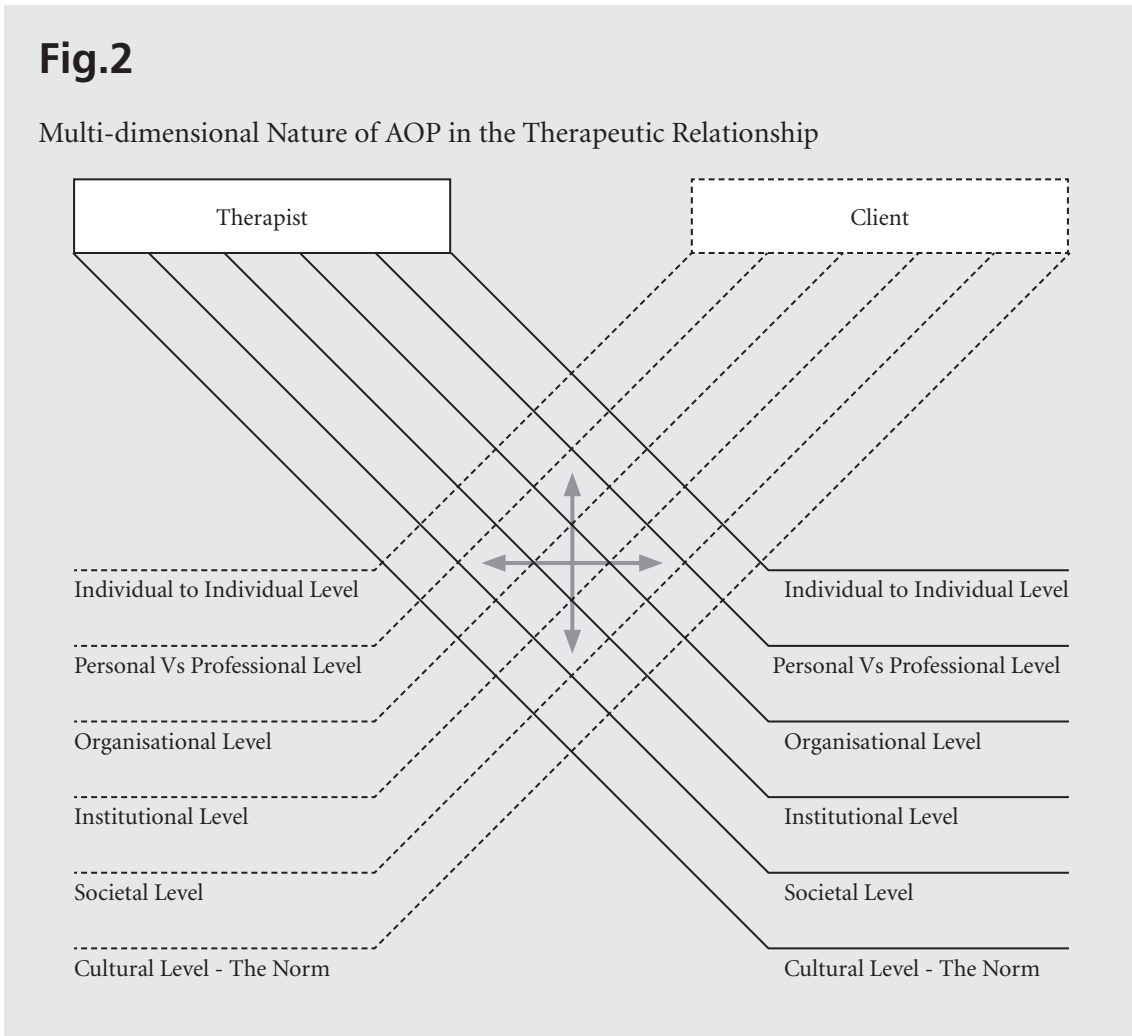 Fig.2
Multi-dimensional Nature of AOP in the Therapeutic Relationship
Therapist
Client
Individual to Individual Level
Individual to Individual Level
Personal Vs Professional Level
Personal Vs Professional Level
Organisational Level
Organisational Level
Institutional Level
Institutional Level
Societal Level
Societal Level
Cultural Level - The Norm
Cultural Level - The Norm